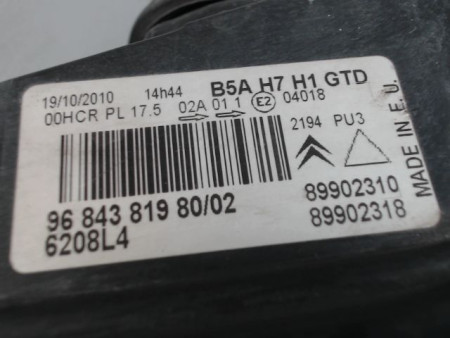 19/10/2010 14h44 B5A H7 H1 GTD
00HCR PL 17.5 02A 01 1 E2 04018
2194 PU3
96 843 819 80/02 89902310
6208L4 89902318
MADE IN E.U.